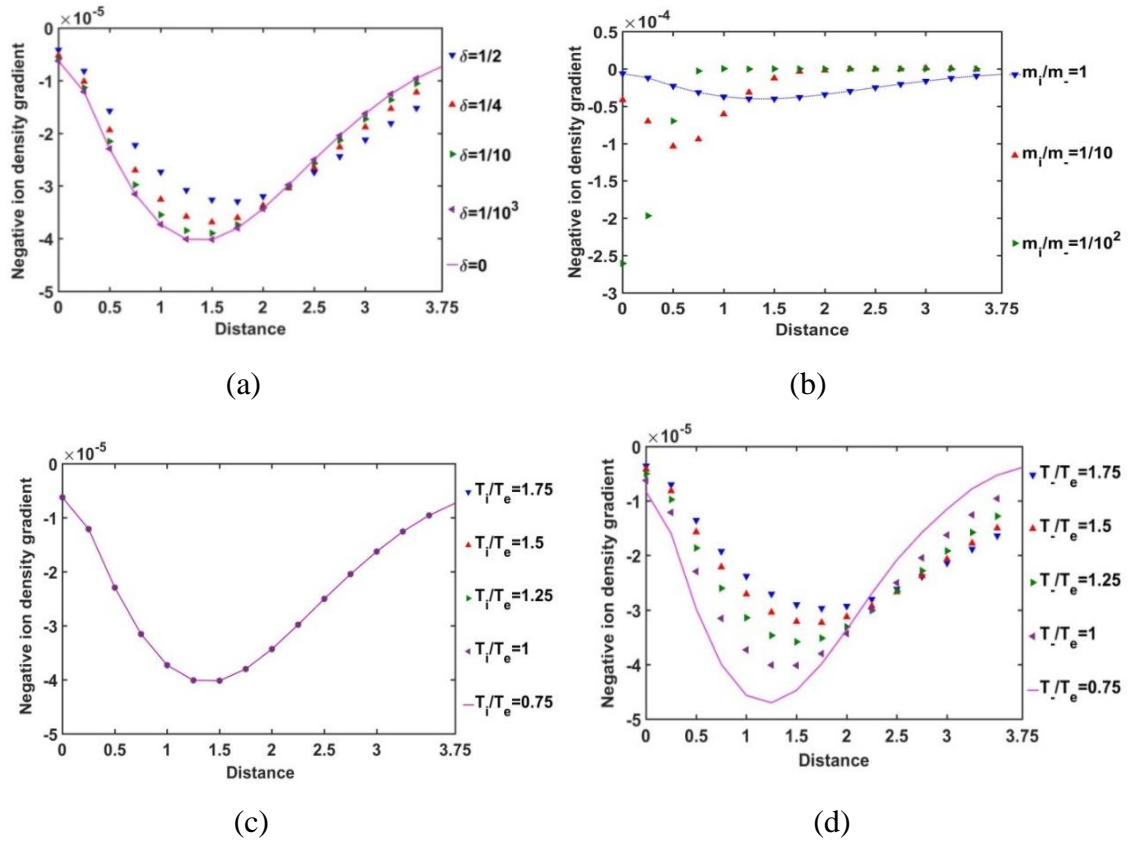 ×10⁻⁵
0
-1
-2
-3
-4
-5
0 0.5 1 1.5 2 2.5 3 3.75
Negative ion density gradient
Distance
δ=1/2
δ=1/4
δ=1/10
δ=1/10³
δ=0
(a)
×10⁻⁴
0.5
0
-0.5
-1
-1.5
-2
-2.5
-3
0 0.5 1 1.5 2 2.5 3 3.75
Negative ion density gradient
Distance
mᵢ/m₋=1
mᵢ/m₋=1/10
mᵢ/m₋=1/10²
(b)
×10⁻⁵
0
-1
-2
-3
-4
-5
0 0.5 1 1.5 2 2.5 3 3.75
Negative ion density gradient
Distance
Tᵢ/Tₑ=1.75
Tᵢ/Tₑ=1.5
Tᵢ/Tₑ=1.25
Tᵢ/Tₑ=1
Tᵢ/Tₑ=0.75
(c)
×10⁻⁵
0
-1
-2
-3
-4
-5
0 0.5 1 1.5 2 2.5 3 3.75
Negative ion density gradient
Distance
T₋/Tₑ=1.75
T₋/Tₑ=1.5
T₋/Tₑ=1.25
T₋/Tₑ=1
T₋/Tₑ=0.75
(d)